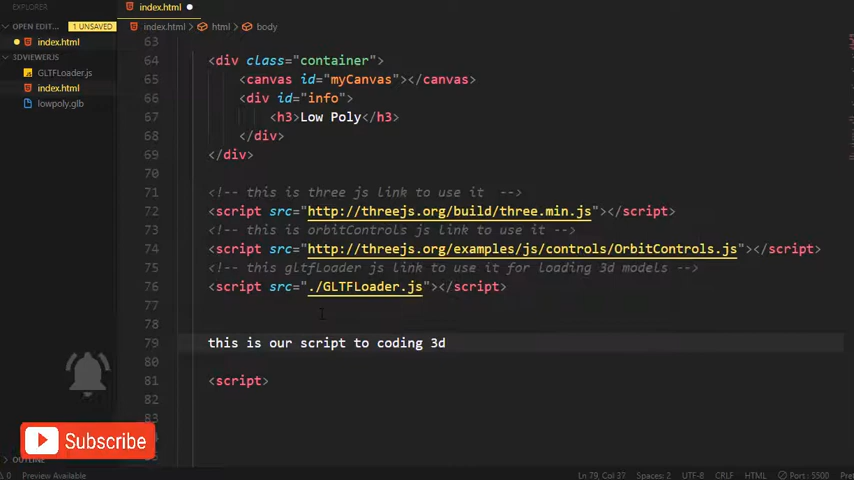 EXPLORER
index.html
OPEN EDIT...
1 UNSAVED
index.html > html > body
index.html
3DVIEWERJS
GLTFLoader.js
index.html
lowpoly.glb
63
64 <div class="container">
65 <canvas id="myCanvas"></canvas>
66 <div id="info">
67 <h3>Low Poly</h3>
68 </div>
69 </div>
70
71 <!-- this is three js link to use it  -->
72 <script src="http://threejs.org/build/three.min.js"></script>
73 <!-- this is orbitControls js link to use it -->
74 <script src="http://threejs.org/examples/js/controls/OrbitControls.js"></script>
75 <!-- this gltfLoader js link to use it for loading 3d models -->
76 <script src="./GLTFLoader.js"></script>
77
78
79 this is our script to coding 3d
80
81 <script>
82
83
Subscribe
OUTLINE
0 Preview Available
Ln 79, Col 37
Spaces: 2
UTF-8
CRLF
HTML
Port : 5500